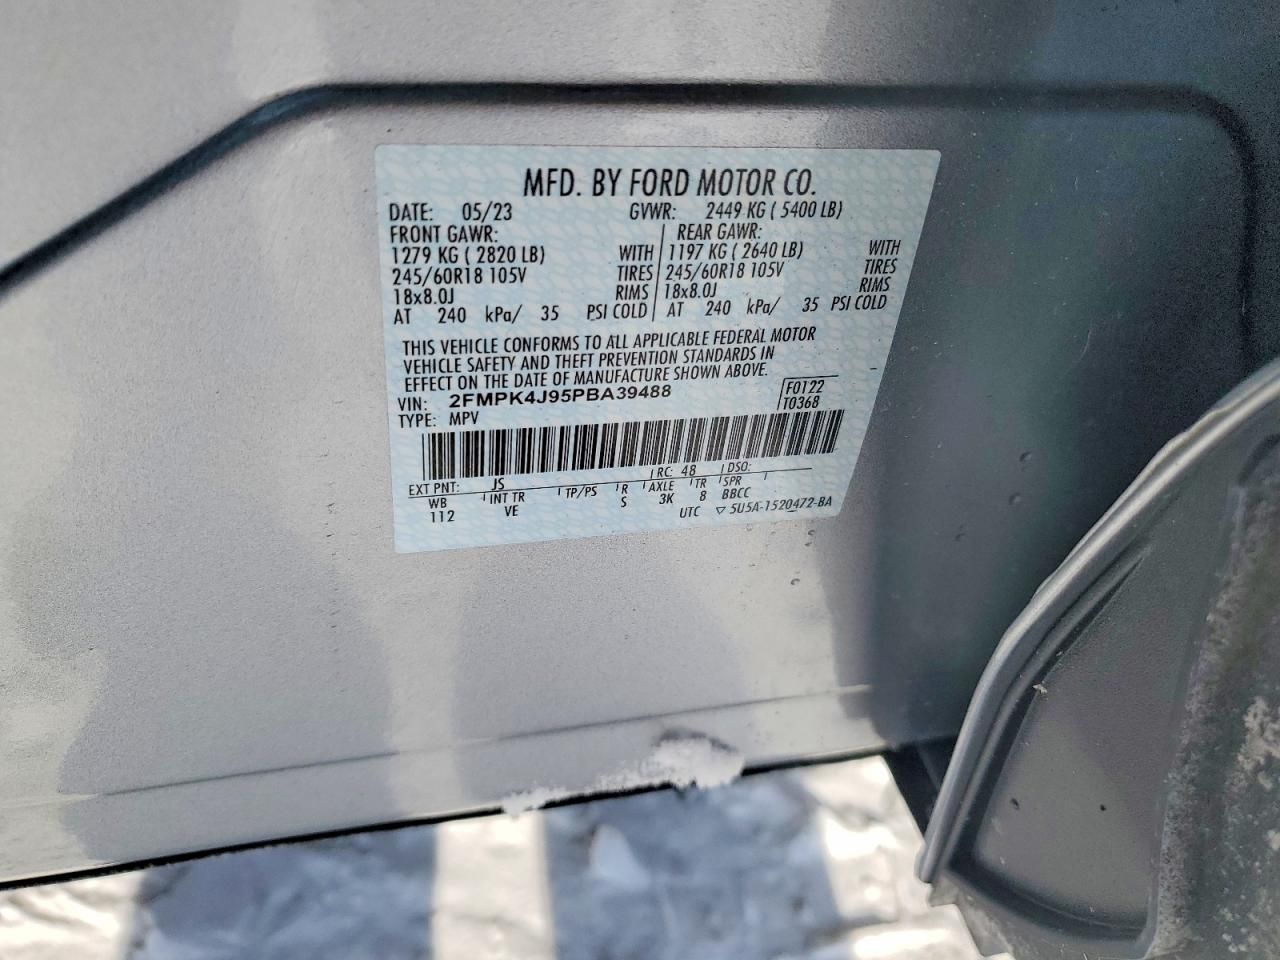 MFD. BY FORD MOTOR CO.
DATE: 05/23 GVWR: 2449 KG ( 5400 LB)
FRONT GAWR: REAR GAWR:
1279 KG ( 2820 LB) WITH 1197 KG ( 2640 LB) WITH
245/60R18 105V TIRES 245/60R18 105V TIRES
18x8.0J RIMS 18x8.0J RIMS
AT 240 kPa/ 35 PSI COLD AT 240 kPa/ 35 PSI COLD
THIS VEHICLE CONFORMS TO ALL APPLICABLE FEDERAL MOTOR
VEHICLE SAFETY AND THEFT PREVENTION STANDARDS IN
EFFECT ON THE DATE OF MANUFACTURE SHOWN ABOVE.
VIN: 2FMPK4J95PBA39488 F0122
TYPE: MPV T0368
EXT PNT: JS RC: 48 DSO:
WB INT TR TP/PS R AXLE TR SPR
112 VE S 3K 8 BBCC
UTC ▽ 5U5A-1520472-BA